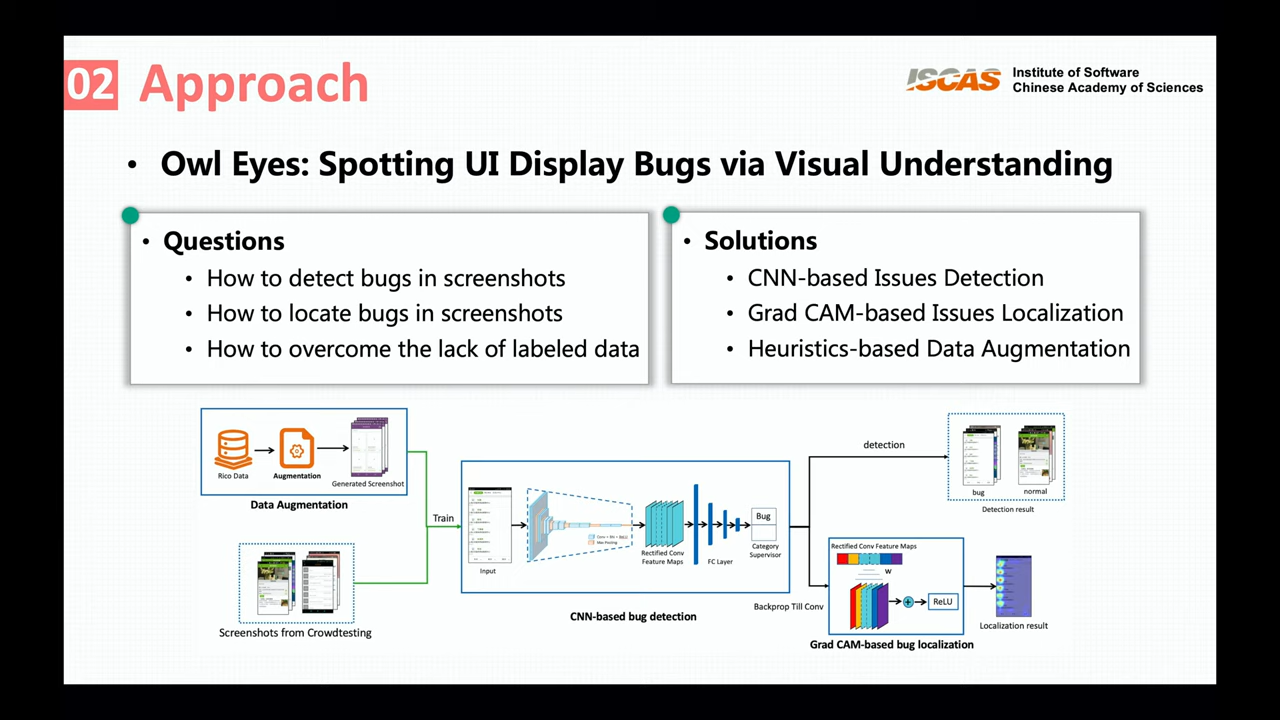 02 Approach
ISCAS
Institute of Software
Chinese Academy of Sciences
• Owl Eyes: Spotting UI Display Bugs via Visual Understanding
• Questions
• How to detect bugs in screenshots
• How to locate bugs in screenshots
• How to overcome the lack of labeled data
• Solutions
• CNN-based Issues Detection
• Grad CAM-based Issues Localization
• Heuristics-based Data Augmentation
Rico Data
Augmentation
Generated Screenshot
Data Augmentation
Screenshots from Crowdtesting
Train
Input
Conv + BN + ReLU
Max Pooling
Rectified Conv
Feature Maps
FC Layer
Bug
Category
Supervisor
CNN-based bug detection
detection
bug
normal
Detection result
Backprop Till Conv
Rectified Conv Feature Maps
w
ReLU
Grad CAM-based bug localization
Localization result